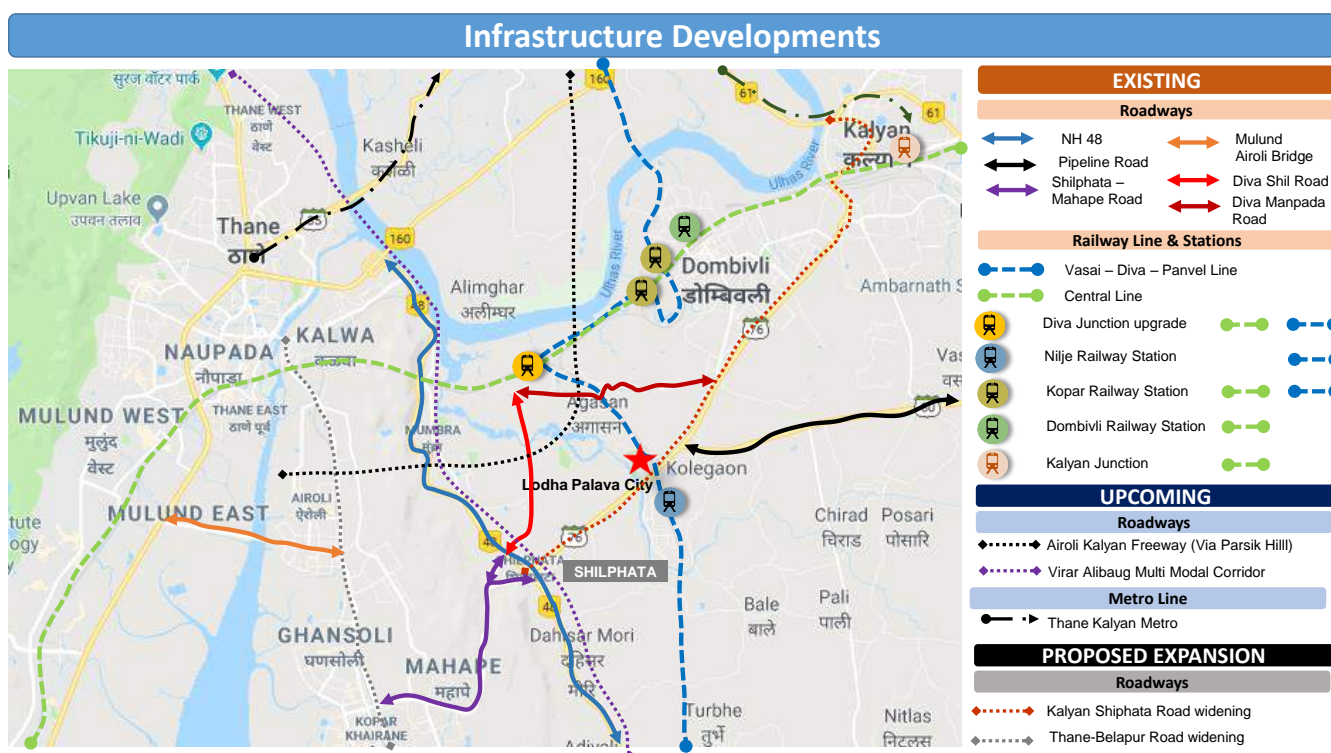 Infrastructure Developments
सुरज वॉटर पार्क
THANE WEST
ठाणे
वेस्ट
Tikuji-ni-Wadi
Kasheli
कशेळी
160
61
61
Kalyan
कल्याण
Ulhas River
Upvan Lake
उपवन तलाव
Thane
ठाणे
160
Alimghar
अलीमघर
Ulhas River
Dombivli
डोम्बिवली
Ambarnath S
48
76
KALWA
कळवा
NAUPADA
नौपाडा
MULUND WEST
मुलुंड
वेस्ट
THANE EAST
ठाणे पूर्व
MUMBRA
Agasan
अगासन
Lodha Palava City
Kolegaon
AIROLI
ऐरोली
MULUND EAST
tute
ogy
Chirad
चिराड
Posari
पोसारि
48
76
SHILPHATA
48
Bale
बाले
Pali
पाली
GHANSOLI
घणसोली
MAHAPE
महापे
Dahisar Mori
दहिसर
मोरि
KOPAR
KHAIRANE
Turbhe
तुर्भे
Nitlas
निटलस
EXISTING
Roadways
NH 48
Pipeline Road
Shilphata –
Mahape Road
Mulund
Airoli Bridge
Diva Shil Road
Diva Manpada
Road
Railway Line & Stations
Vasai – Diva – Panvel Line
Central Line
Diva Junction upgrade
Nilje Railway Station
Kopar Railway Station
Dombivli Railway Station
Kalyan Junction
UPCOMING
Roadways
Airoli Kalyan Freeway (Via Parsik Hilll)
Virar Alibaug Multi Modal Corridor
Metro Line
Thane Kalyan Metro
PROPOSED EXPANSION
Roadways
Kalyan Shiphata Road widening
Thane-Belapur Road widening